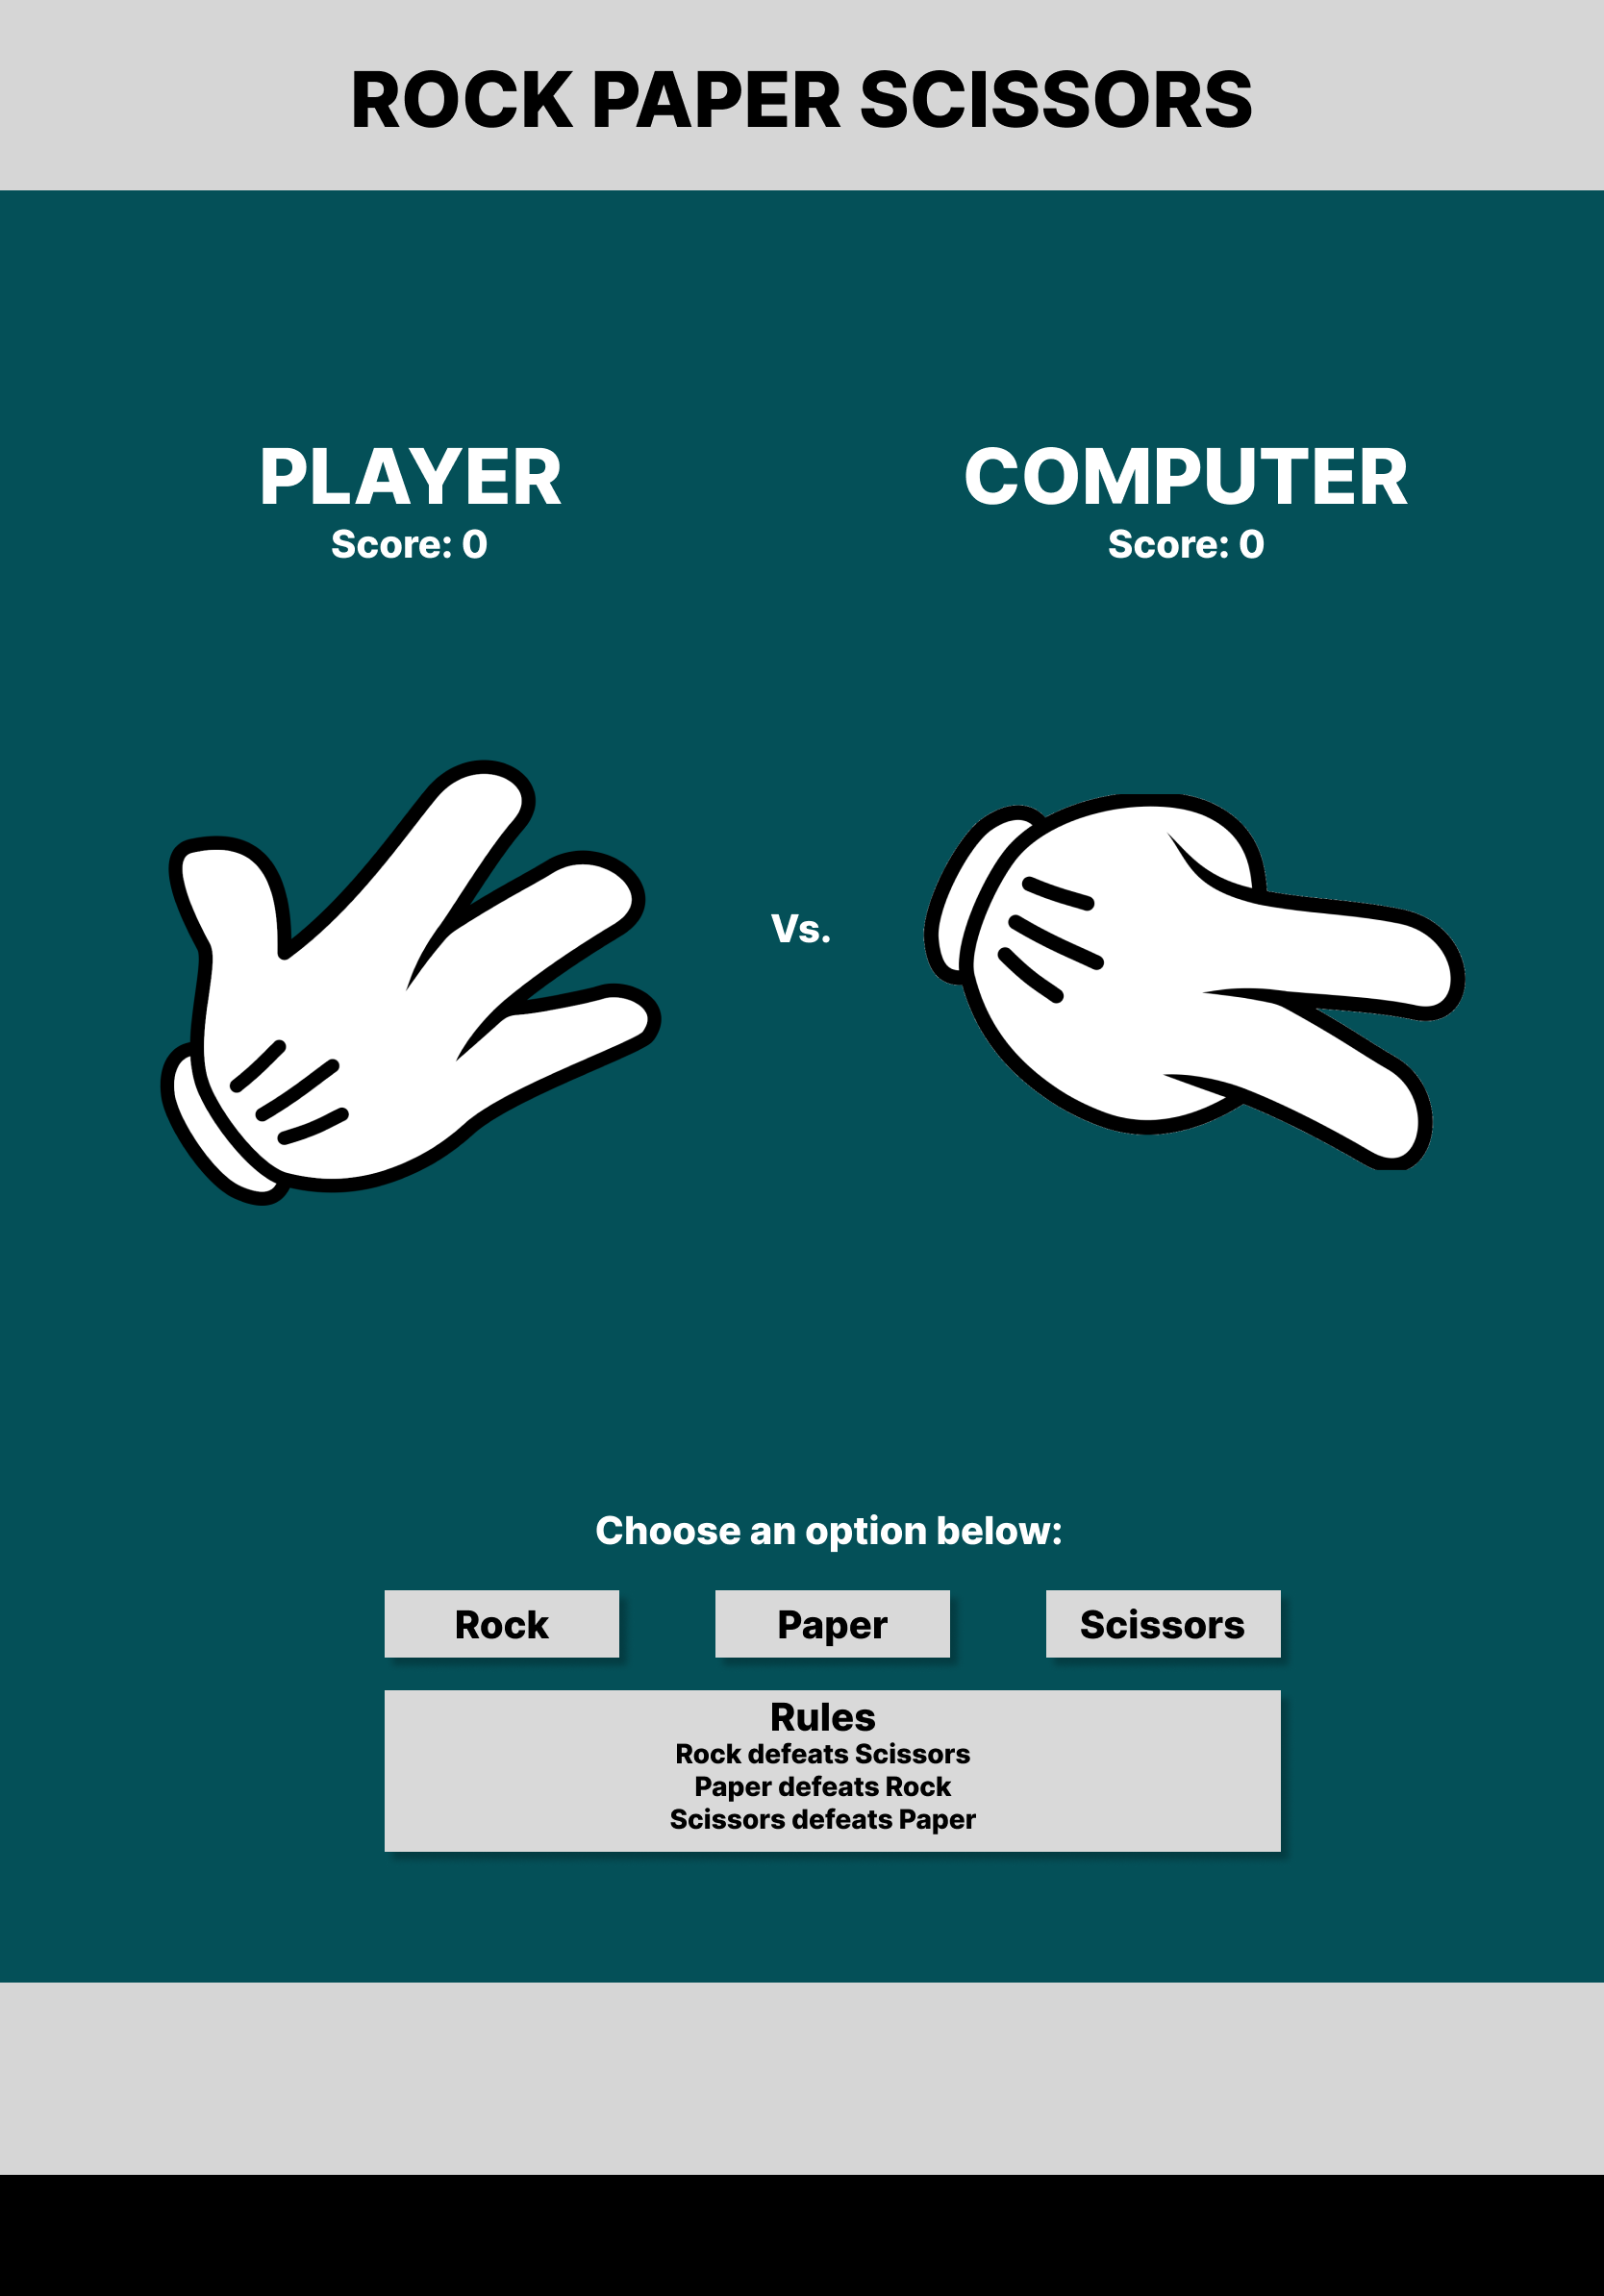 ROCK PAPER SCISSORS
PLAYER
Score: 0
COMPUTER
Score: 0
Vs.
Choose an option below:
Rock
Paper
Scissors
Rules
Rock defeats Scissors
Paper defeats Rock
Scissors defeats Paper